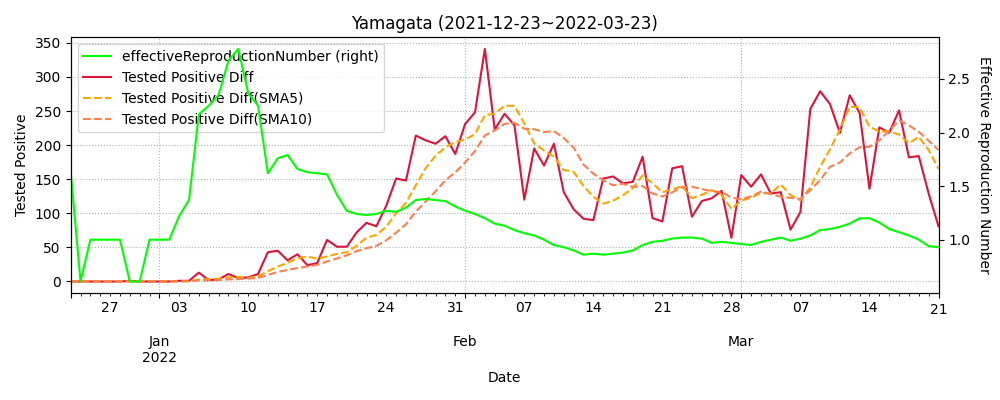 Yamagata (2021-12-23~2022-03-23)
effectiveReproductionNumber (right)
Tested Positive Diff
Tested Positive Diff(SMA5)
Tested Positive Diff(SMA10)
Tested Positive
350
300
250
200
150
100
50
0
2.5
2.0
1.5
1.0
Effective Reproduction Number
27 03 10 17 24 31 07 14 21 28 07 14 21
Jan Feb Mar
2022
Date